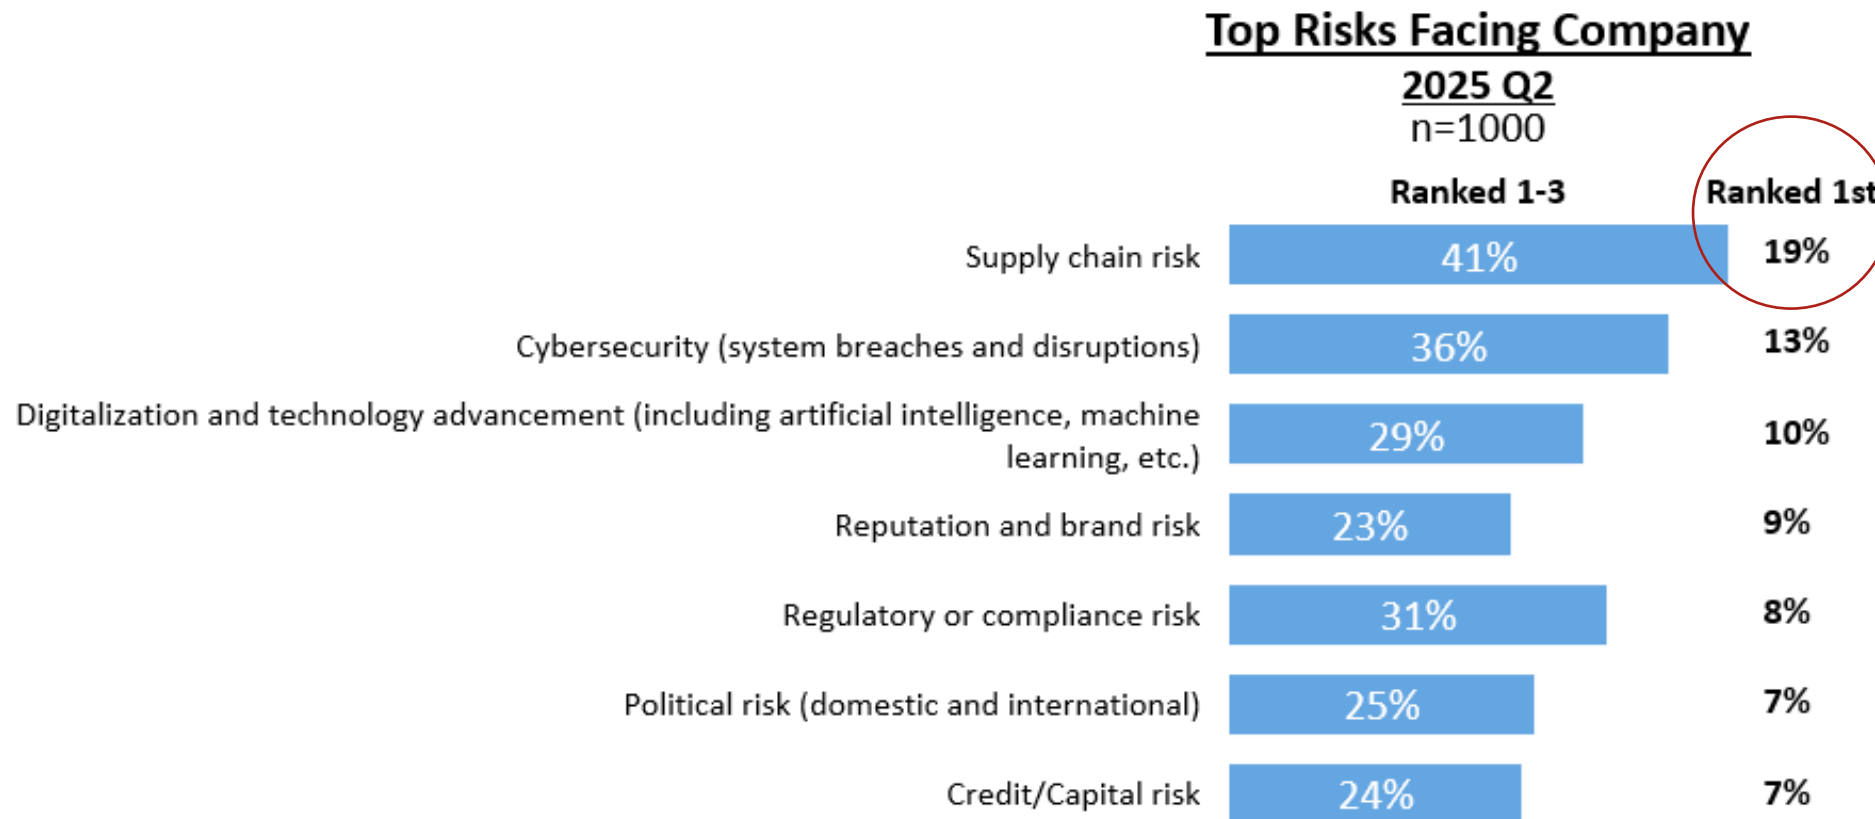 Top Risks Facing Company
2025 Q2
n=1000
Ranked 1-3 Ranked 1st
Supply chain risk 41% 19%
Cybersecurity (system breaches and disruptions) 36% 13%
Digitalization and technology advancement (including artificial intelligence, machine
learning, etc.) 29% 10%
Reputation and brand risk 23% 9%
Regulatory or compliance risk 31% 8%
Political risk (domestic and international) 25% 7%
Credit/Capital risk 24% 7%